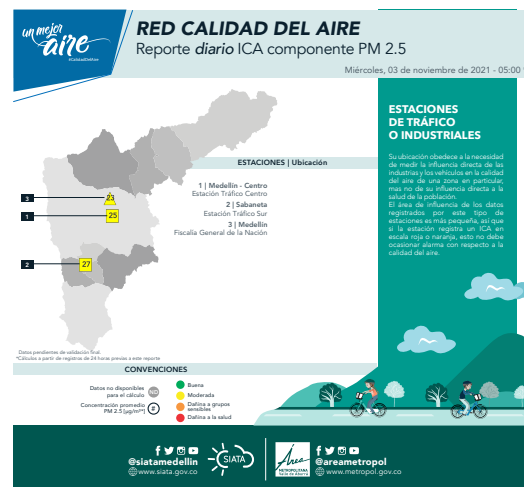 un mejor
aire
#CalidadDelAire
RED CALIDAD DEL AIRE
Reporte diario ICA componente PM 2.5
Miércoles, 03 de noviembre de 2021 - 05:00
ESTACIONES
DE TRÁFICO
O INDUSTRIALES
Su ubicación obedece a la necesidad
de medir la influencia directa de las
industrias y los vehículos en la calidad
del aire de una zona en particular,
mas no de su influencia directa a la
salud de la población.
El área de influencia de los datos
registrados por este tipo de
estaciones es más pequeña, así que
si la estación registra un ICA en
escala roja o naranja, esto no debe
ocasionar alarma con respecto a la
calidad del aire.
ESTACIONES | Ubicación
1 | Medellín - Centro
Estación Tráfico Centro
2 | Sabaneta
Estación Tráfico Sur
3 | Medellín
Fiscalía General de la Nación
3
23
1
25
2
27
Datos pendientes de validación final
*Cálculos a partir de registros de 24 horas previas a este reporte
CONVENCIONES
Datos no disponibles
para el cálculo
Concentración promedio
PM 2.5 [µg/m³*]
#
Buena
Moderada
Dañina a grupos
sensibles
Dañina a la salud
@siatamedellin
www.siata.gov.co
SIATA
Área
METROPOLITANA
Valle de Aburrá
@areametropol
www.metropol.gov.co